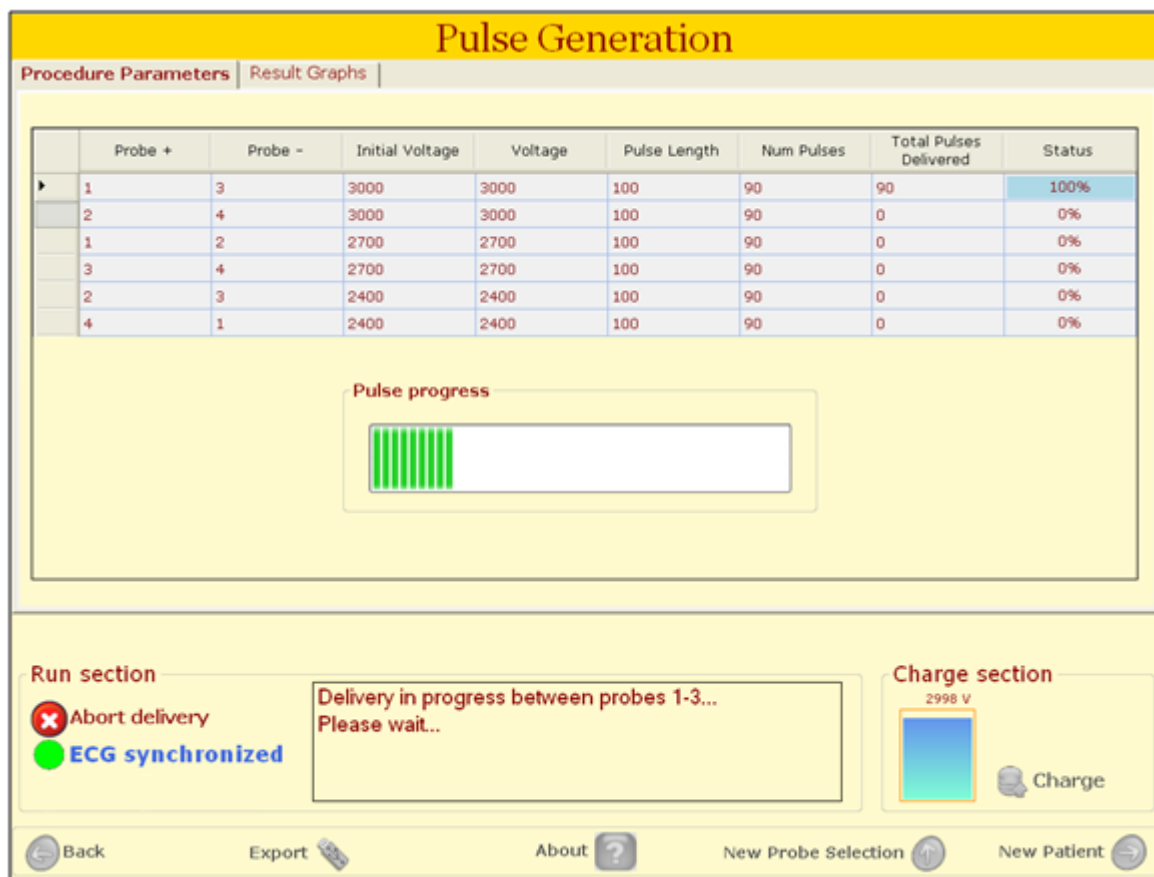 Pulse Generation
Procedure Parameters Result Graphs
Probe + Probe - Initial Voltage Voltage Pulse Length Num Pulses Total Pulses Delivered Status
1 3 3000 3000 100 90 90 100%
2 4 3000 3000 100 90 0 0%
1 2 2700 2700 100 90 0 0%
3 4 2700 2700 100 90 0 0%
2 3 2400 2400 100 90 0 0%
4 1 2400 2400 100 90 0 0%
Pulse progress
Run section
Abort delivery
ECG synchronized
Delivery in progress between probes 1-3...
Please wait...
Charge section
2998 V
Charge
Back Export About ? New Probe Selection New Patient